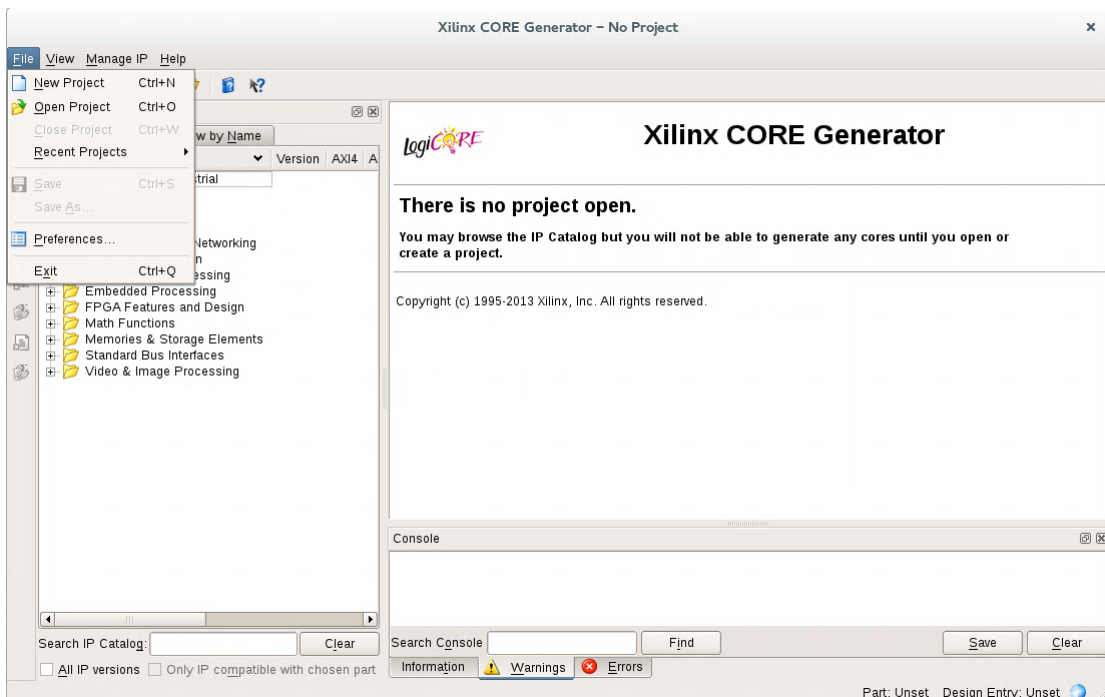 Xilinx CORE Generator – No Project
File View Manage IP Help
New Project Ctrl+N
Open Project Ctrl+O
Close Project Ctrl+W
Recent Projects
Save Ctrl+S
Save As...
Preferences...
Exit Ctrl+Q
w by Name
Version AXI4 A
strial
Networking
n
essing
Embedded Processing
FPGA Features and Design
Math Functions
Memories & Storage Elements
Standard Bus Interfaces
Video & Image Processing
Search IP Catalog: Clear
All IP versions Only IP compatible with chosen part
LogiCORE
Xilinx CORE Generator
There is no project open.
You may browse the IP Catalog but you will not be able to generate any cores until you open or
create a project.
Copyright (c) 1995-2013 Xilinx, Inc. All rights reserved.
Console
Search Console Find Save Clear
Information Warnings Errors
Part: Unset Design Entry: Unset